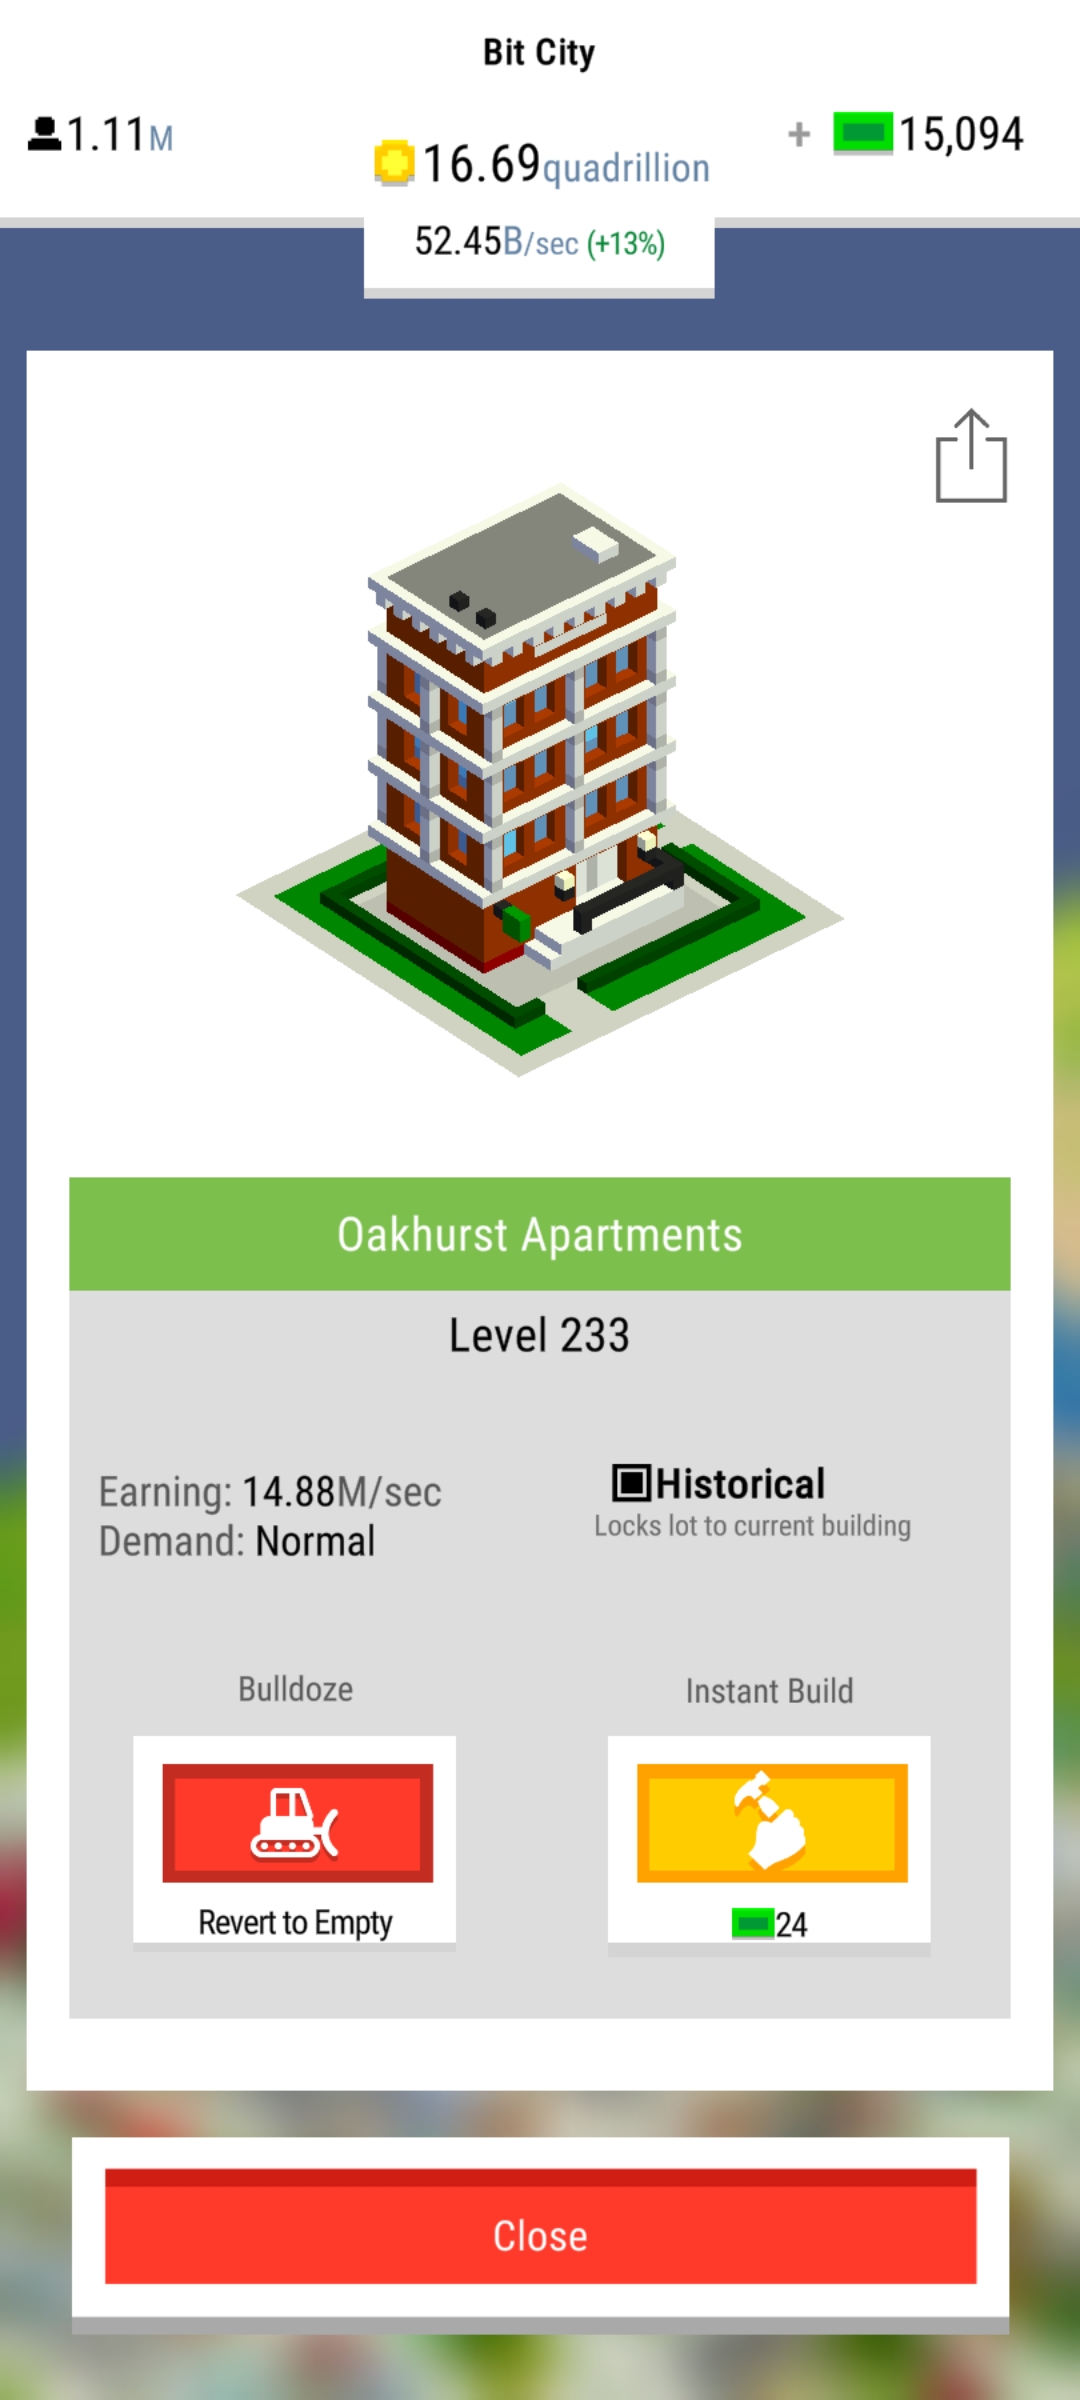 Bit City
1.11M
16.69quadrillion
+ 15,094
52.45B/sec (+13%)
Oakhurst Apartments
Level 233
Earning: 14.88M/sec
Demand: Normal
Historical
Locks lot to current building
Bulldoze
Instant Build
Revert to Empty
24
Close